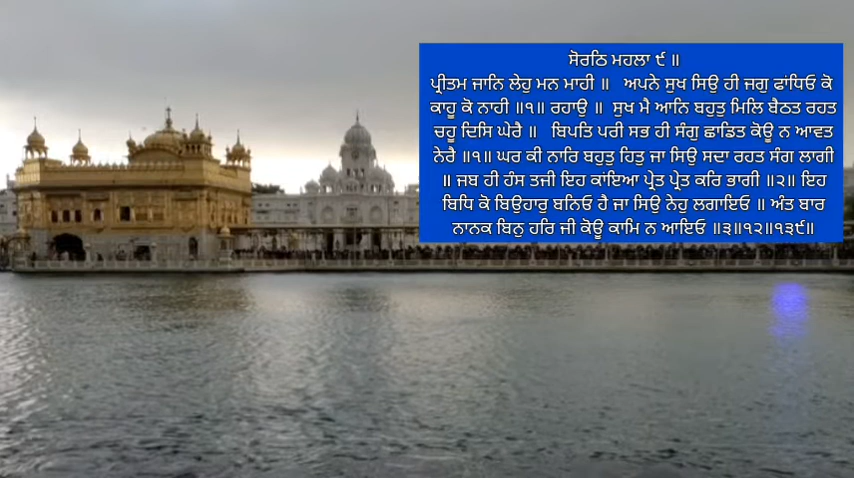 ਸੋਰਠਿ ਮਹਲਾ ੯ ॥
ਪ੍ਰੀਤਮ ਜਾਨਿ ਲੇਹੁ ਮਨ ਮਾਹੀ ॥ ਅਪਨੇ ਸੁਖ ਸਿਉ ਹੀ ਜਗੁ ਫਾਂਧਿਓ ਕੋ
ਕਾਹੂ ਕੋ ਨਾਹੀ ॥੧॥ ਰਹਾਉ ॥ ਸੁਖ ਮੈ ਆਨਿ ਬਹੁਤੁ ਮਿਲਿ ਬੈਠਤ ਰਹਤ
ਚਹੂ ਦਿਸਿ ਘੇਰੈ ॥ ਬਿਪਤਿ ਪਰੀ ਸਭ ਹੀ ਸੰਗੁ ਛਾਡਿਤ ਕੋਊ ਨ ਆਵਤ
ਨੇਰੈ ॥੧॥ ਘਰ ਕੀ ਨਾਰਿ ਬਹੁਤੁ ਹਿਤੁ ਜਾ ਸਿਉ ਸਦਾ ਰਹਤ ਸੰਗ ਲਾਗੀ
॥ ਜਬ ਹੀ ਹੰਸ ਤਜੀ ਇਹ ਕਾਂਇਆ ਪ੍ਰੇਤ ਪ੍ਰੇਤ ਕਰਿ ਭਾਗੀ ॥੨॥ ਇਹ
ਬਿਧਿ ਕੋ ਬਿਉਹਾਰੁ ਬਨਿਓ ਹੈ ਜਾ ਸਿਉ ਨੇਹੁ ਲਗਾਇਓ ॥ ਅੰਤ ਬਾਰ
ਨਾਨਕ ਬਿਨੁ ਹਰਿ ਜੀ ਕੋਊ ਕਾਮਿ ਨ ਆਇਓ ॥੩॥੧੨॥੧੩੯॥